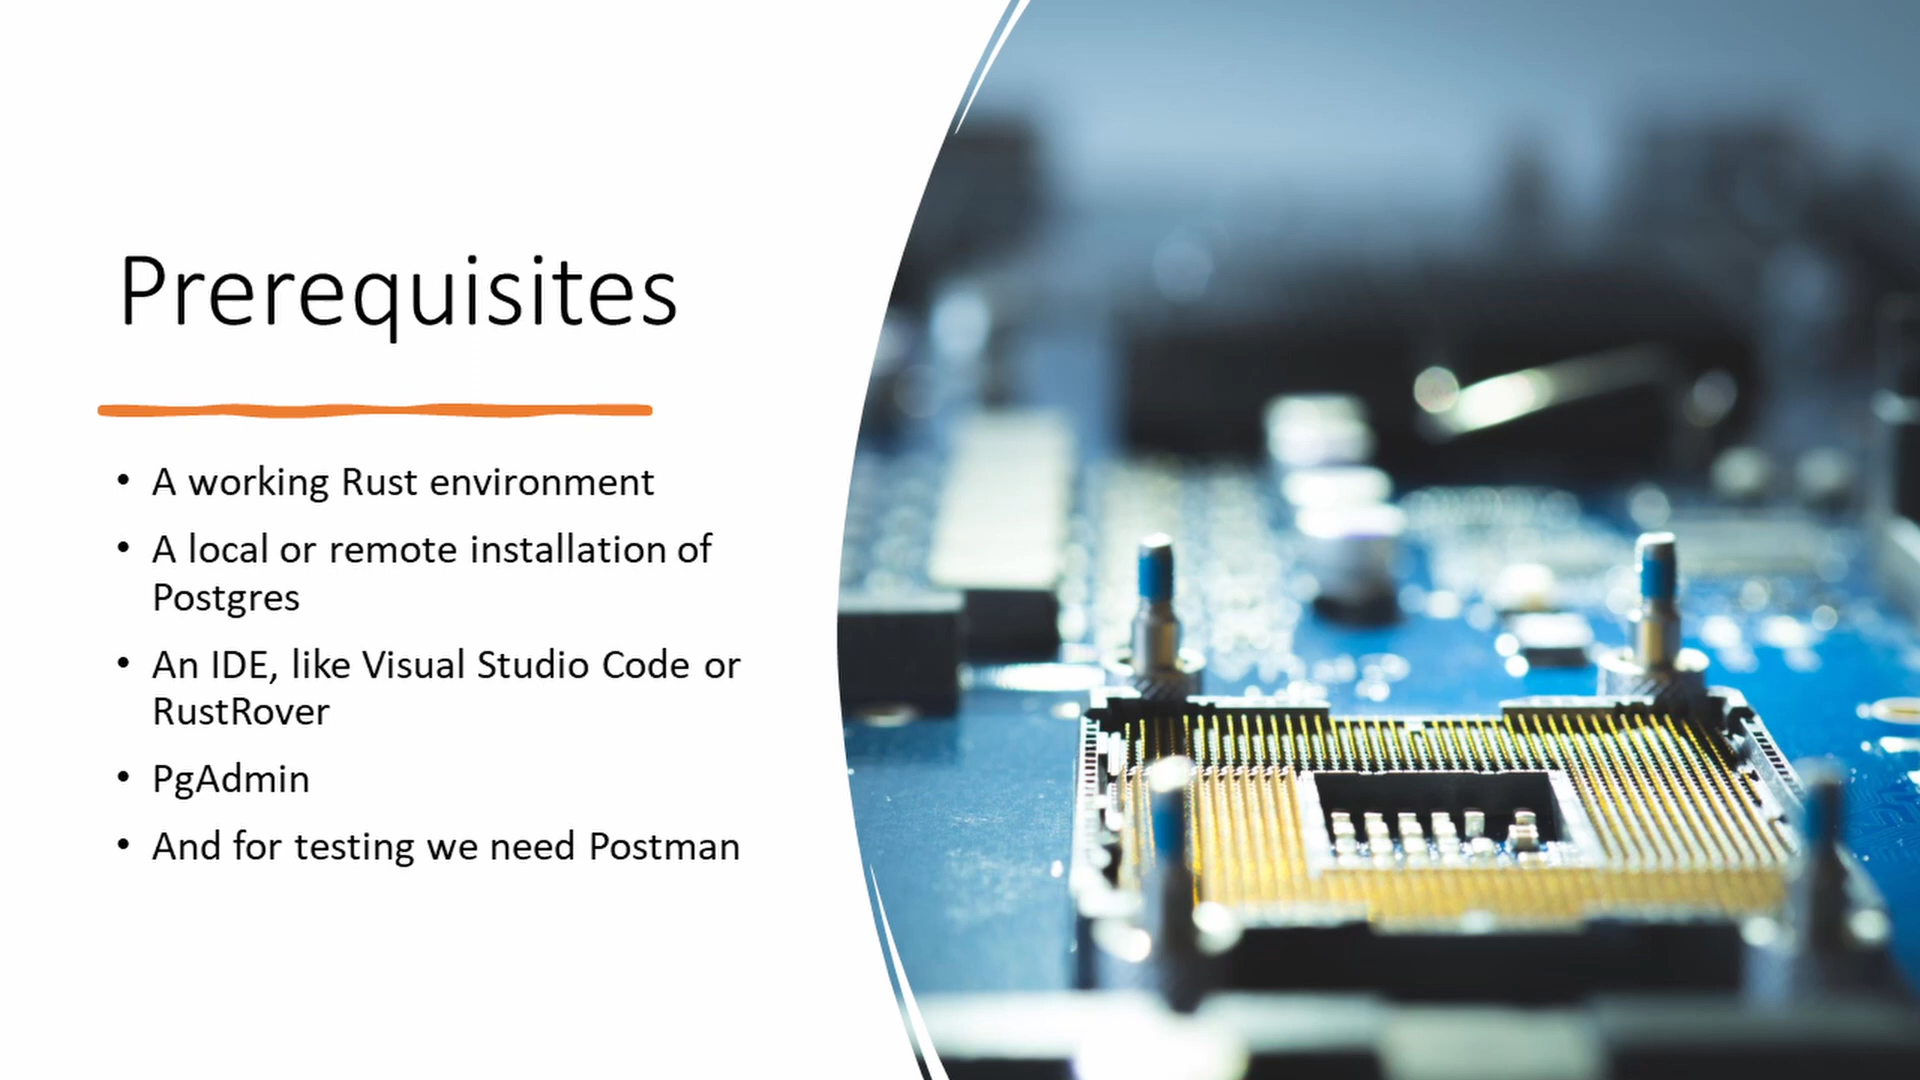 Prerequisites
• A working Rust environment
• A local or remote installation of
Postgres
• An IDE, like Visual Studio Code or
RustRover
• PgAdmin
• And for testing we need Postman